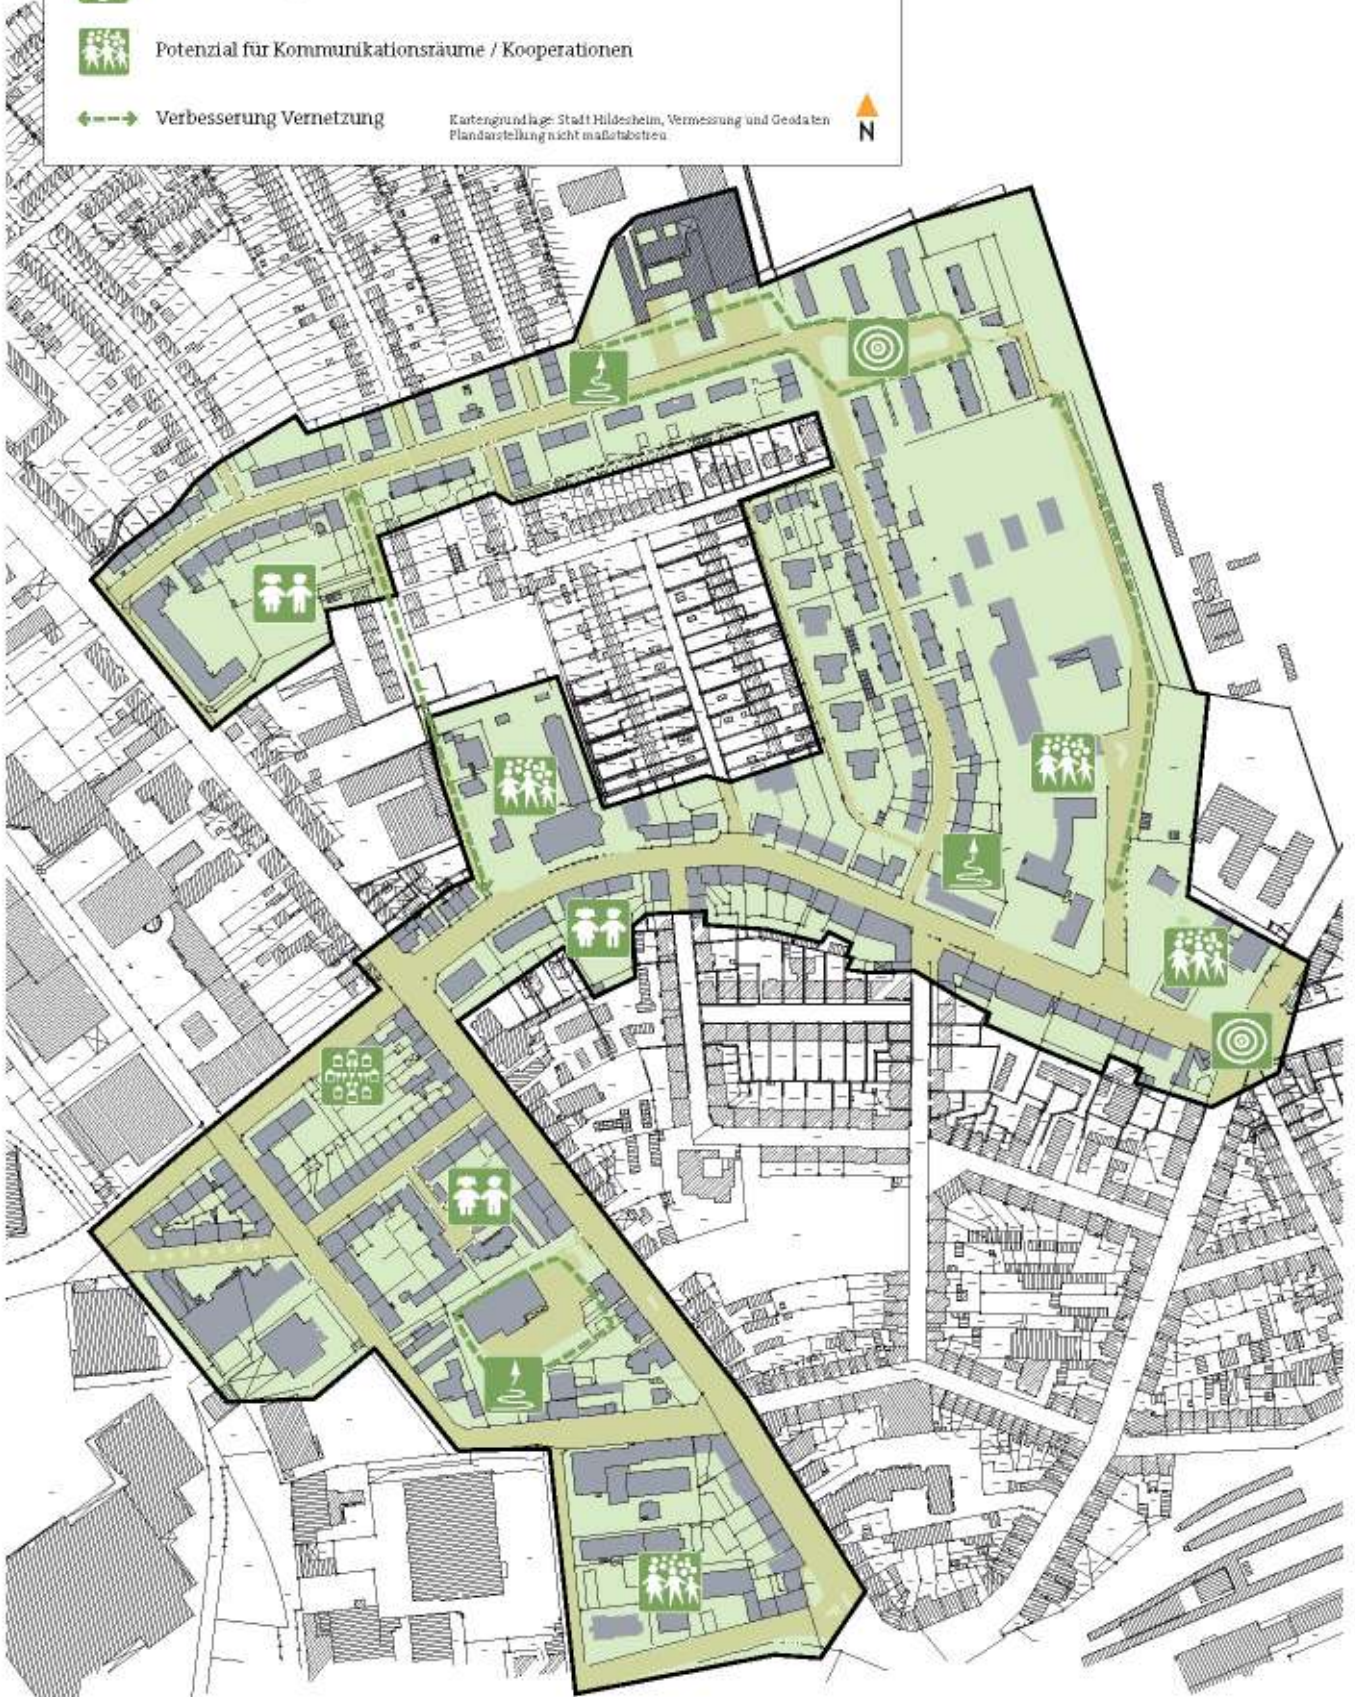 Potenzial für Kommunikationsräume / Kooperationen
Verbesserung Vernetzung
Kartengrundlage: Stadt Hildesheim, Vermessung und Geodaten
Plandarstellung nicht maßstabstreu
N